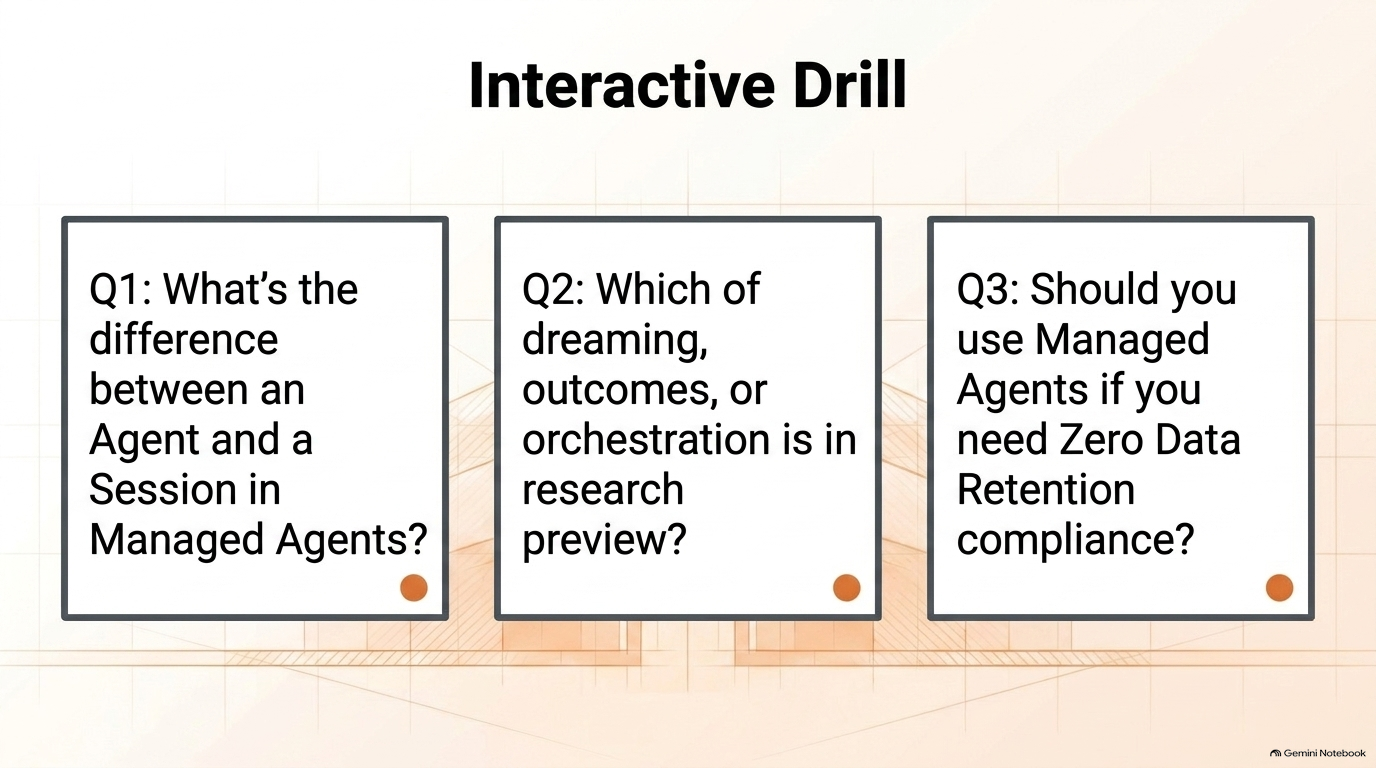 Interactive Drill
Q1: What’s the
difference
between an
Agent and a
Session in
Managed Agents?
Q2: Which of
dreaming,
outcomes, or
orchestration is in
research
preview?
Q3: Should you
use Managed
Agents if you
need Zero Data
Retention
compliance?
Gemini Notebook